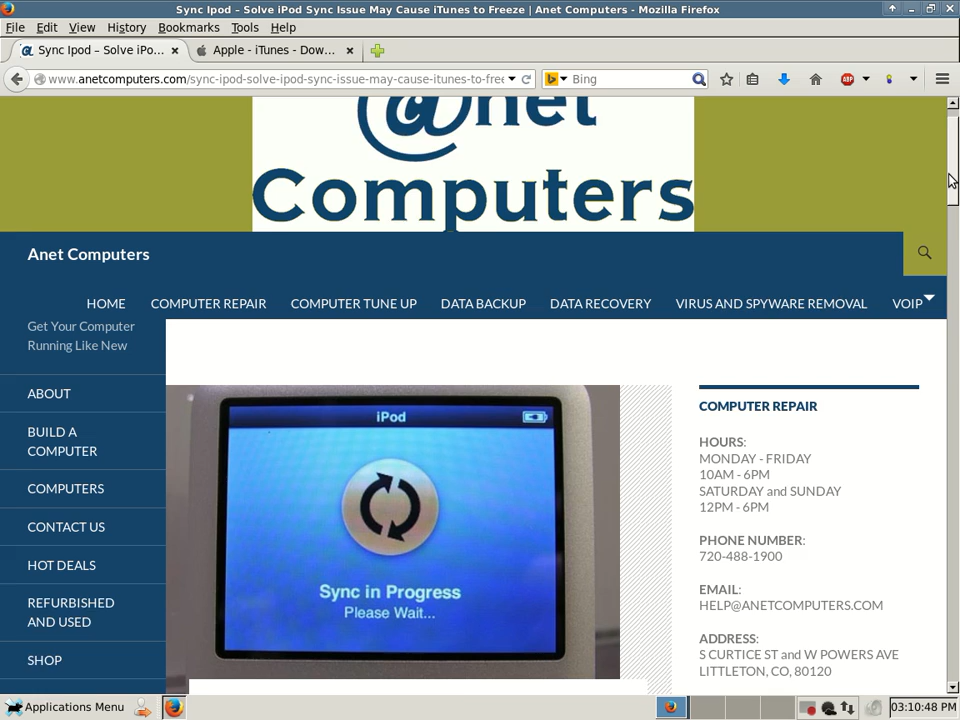 Sync Ipod – Solve iPod Sync Issue May Cause iTunes to Freeze | Anet Computers - Mozilla Firefox
File Edit View History Bookmarks Tools Help
Sync Ipod – Solve iPo...
Apple - iTunes - Dow...
www.anetcomputers.com/sync-ipod-solve-ipod-sync-issue-may-cause-itunes-to-free
Bing
ABP
@net
Computers
Anet Computers
HOME COMPUTER REPAIR COMPUTER TUNE UP DATA BACKUP DATA RECOVERY VIRUS AND SPYWARE REMOVAL VOIP
Get Your Computer
Running Like New
ABOUT
BUILD A
COMPUTER
COMPUTERS
CONTACT US
HOT DEALS
REFURBISHED
AND USED
SHOP
iPod
Sync in Progress
Please Wait...
COMPUTER REPAIR
HOURS:
MONDAY - FRIDAY
10AM - 6PM
SATURDAY and SUNDAY
12PM - 6PM
PHONE NUMBER:
720-488-1900
EMAIL:
HELP@ANETCOMPUTERS.COM
ADDRESS:
S CURTICE ST and W POWERS AVE
LITTLETON, CO, 80120
Applications Menu
03:10:48 PM